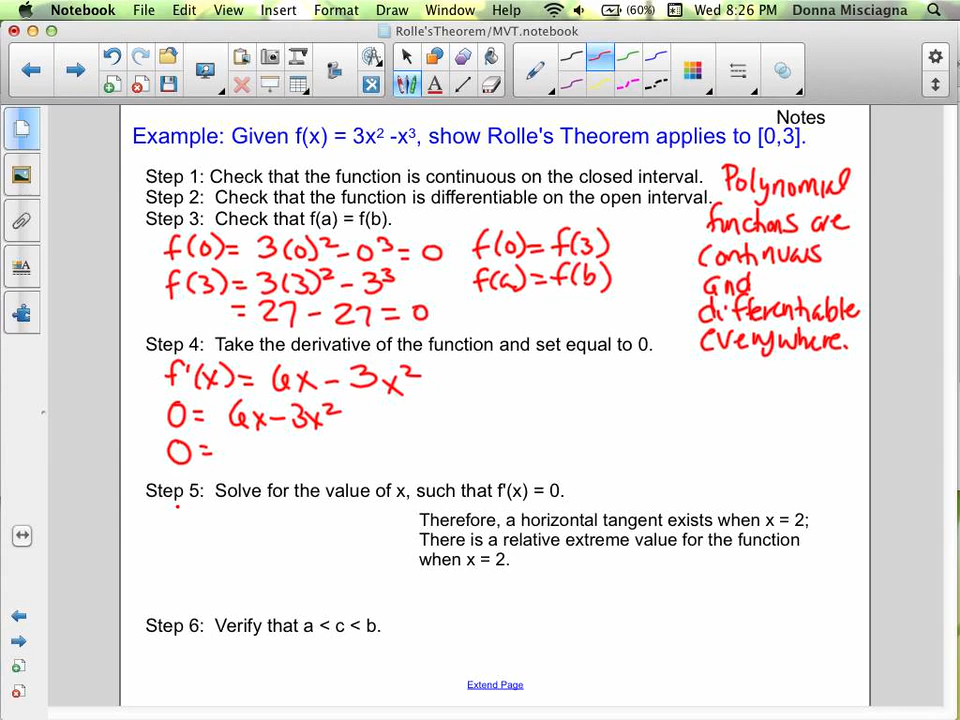 Notebook File Edit View Insert Format Draw Window Help (60%) Wed 8:26 PM Donna Misciagna
Rolle'sTheorem/MVT.notebook
Notes
Example: Given f(x) = 3x² -x³, show Rolle's Theorem applies to [0,3].
Step 1: Check that the function is continuous on the closed interval.
Step 2: Check that the function is differentiable on the open interval.
Step 3: Check that f(a) = f(b).
Polynomial
functions are
continuous
and
differentiable
everywhere.
f(0) = 3(0)² - 0³ = 0
f(3) = 3(3)² - 3³
= 27 - 27 = 0
f(0) = f(3)
f(a) = f(b)
Step 4: Take the derivative of the function and set equal to 0.
f'(x) = 6x - 3x²
0 = 6x - 3x²
0 =
Step 5: Solve for the value of x, such that f'(x) = 0.
Therefore, a horizontal tangent exists when x = 2;
There is a relative extreme value for the function
when x = 2.
Step 6: Verify that a < c < b.
Extend Page